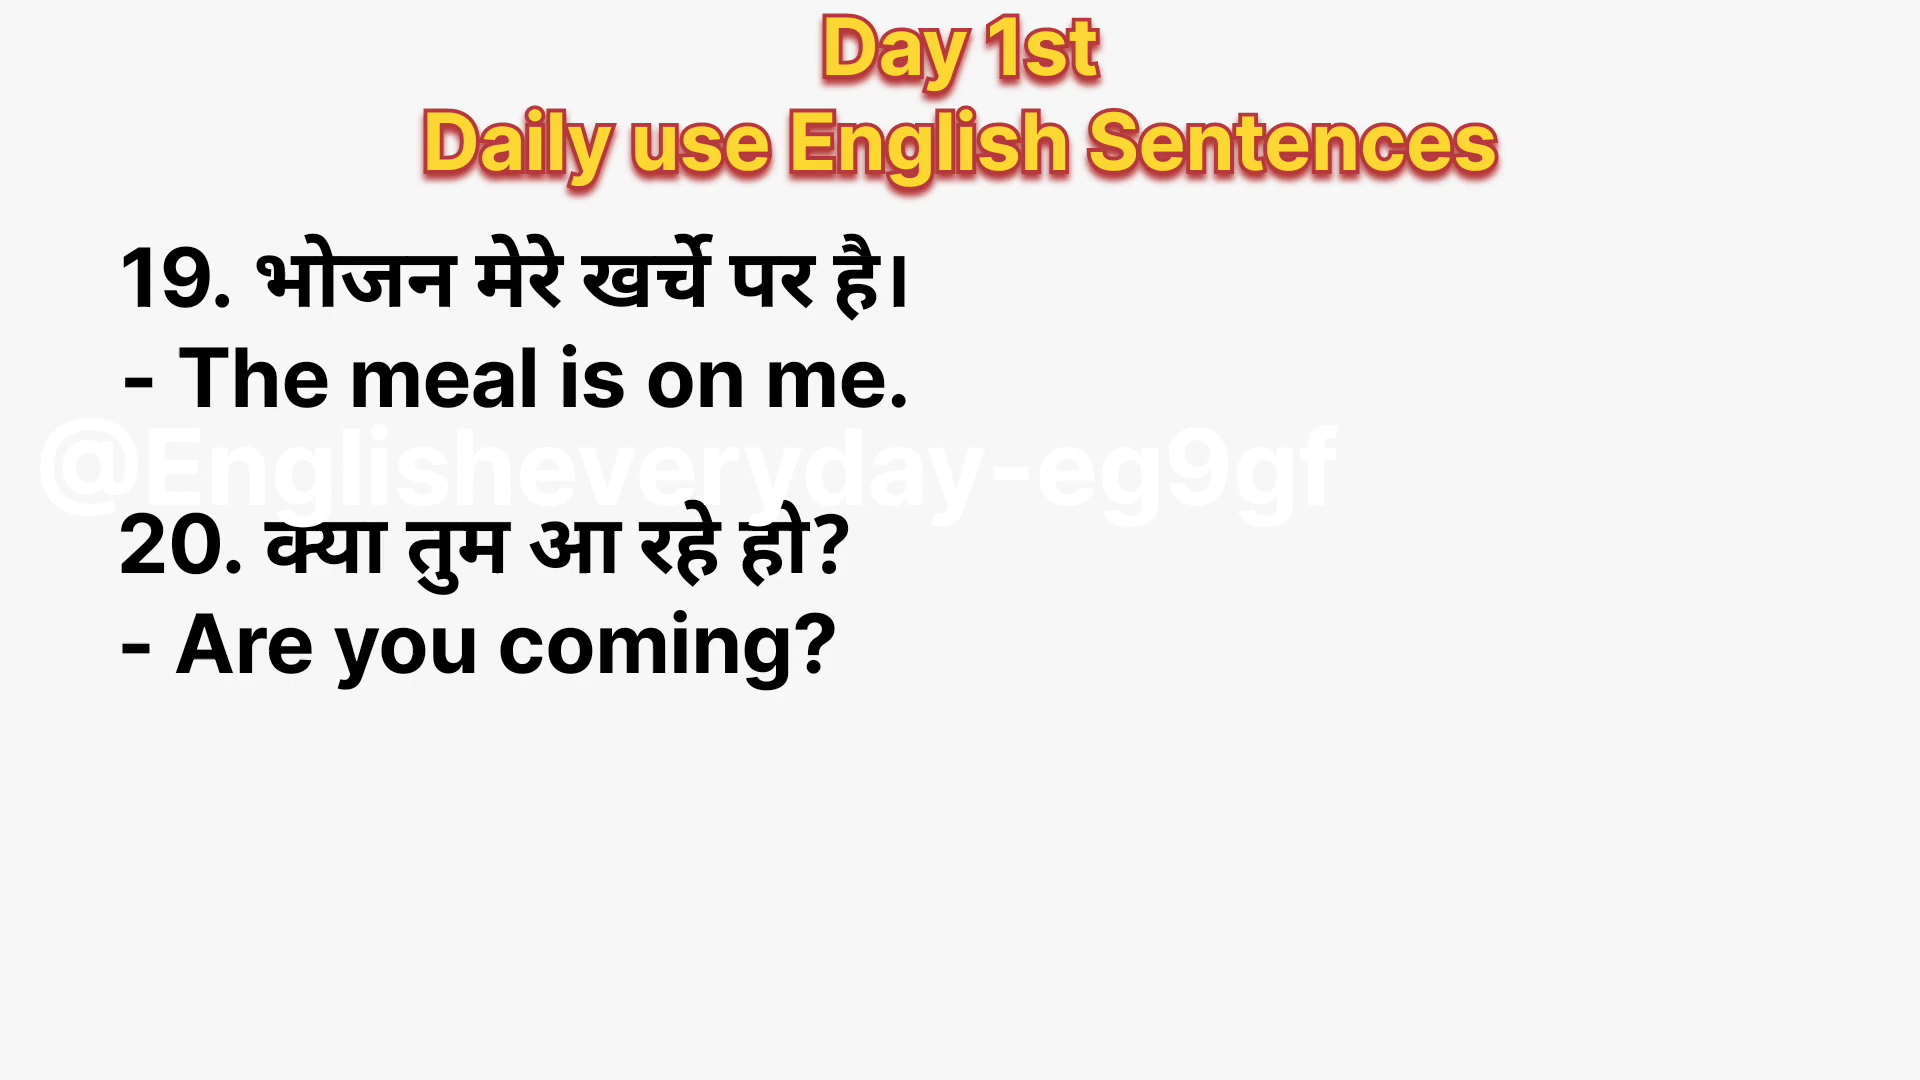 Day 1st
Daily use English Sentences
19. भोजन मेरे खर्चे पर है।
- The meal is on me.
@Englisheveryday-eg9gf
20. क्या तुम आ रहे हो?
- Are you coming?